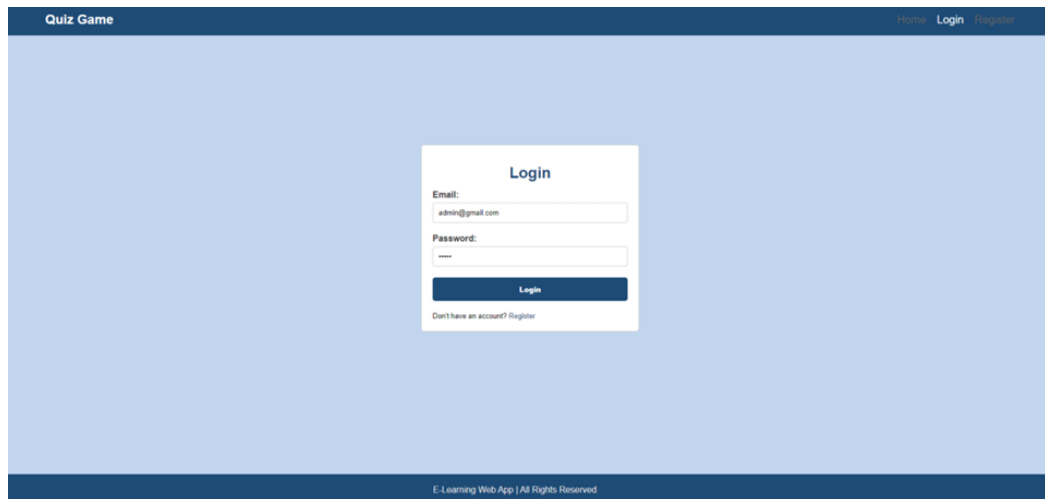 Quiz Game
Home Login Register
Login
Email:
admin@gmail.com
Password:
•••••
Login
Don't have an account? Register
E-Learning Web App | All Rights Reserved